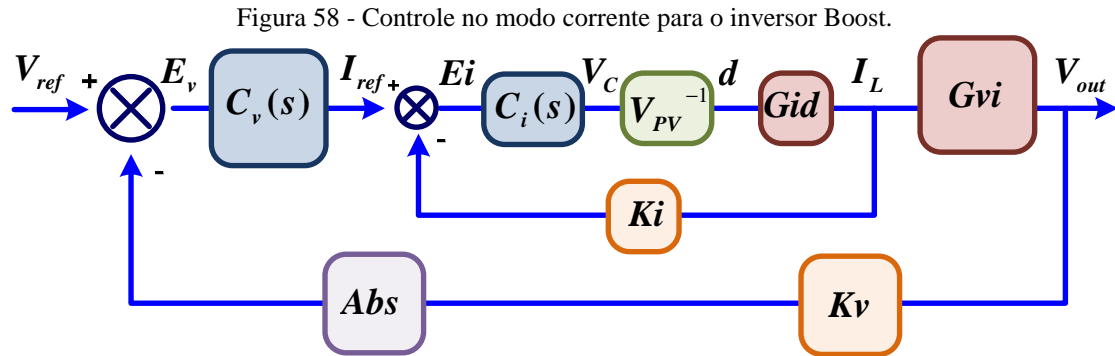 Figura 58 - Controle no modo corrente para o inversor Boost.
V_ref + E_v C_v(s) I_ref + Ei C_i(s) V_C V_PV^-1 d Gid I_L Gvi V_out
- -
Ki
Abs Kv